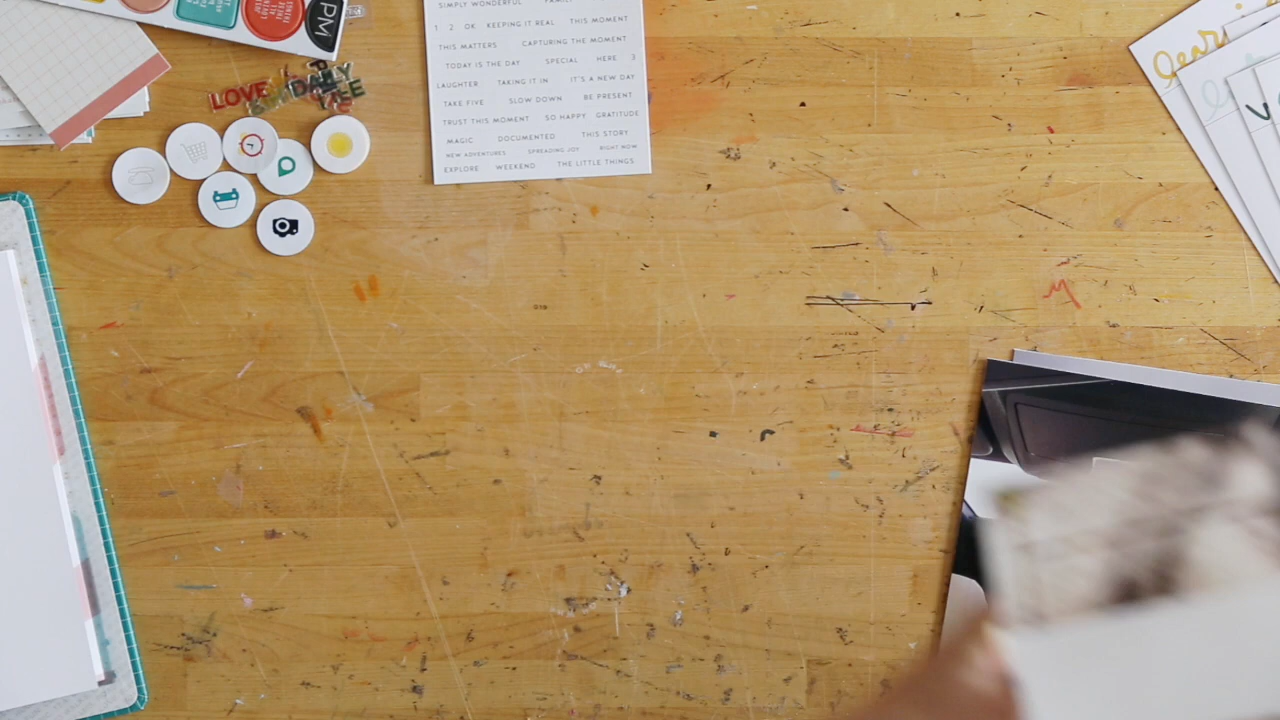 SIMPLY WONDERFUL FAMILY
1 2 OK KEEPING IT REAL THIS MOMENT
THIS MATTERS CAPTURING THE MOMENT
TODAY IS THE DAY SPECIAL HERE 3
LAUGHTER TAKING IT IN IT'S A NEW DAY
TAKE FIVE SLOW DOWN BE PRESENT
TRUST THIS MOMENT SO HAPPY GRATITUDE
MAGIC DOCUMENTED THIS STORY
NEW ADVENTURES SPREADING JOY RIGHT NOW
EXPLORE WEEKEND THE LITTLE THINGS
PM
LOVE
DAILY
LIFE